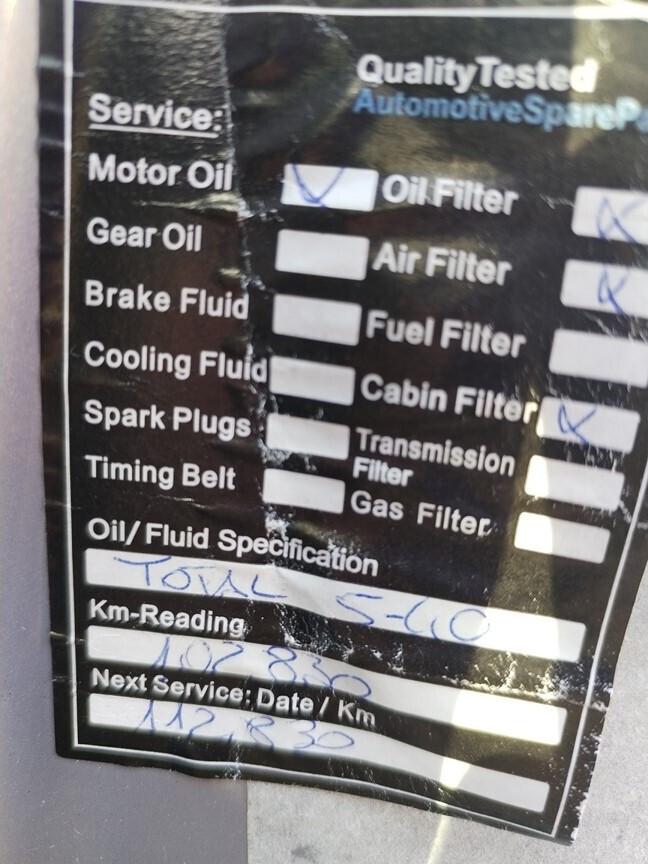 QualityTested
AutomotiveSparePa
Service:
Motor Oil
Oil Filter
Gear Oil
Air Filter
Brake Fluid
Fuel Filter
Cooling Fluid
Cabin Filter
Spark Plugs
Transmission
Filter
Timing Belt
Gas Filter
Oil/ Fluid Specification
TOTAL 5-40
Km-Reading
102,830
Next Service: Date / Km
112,830